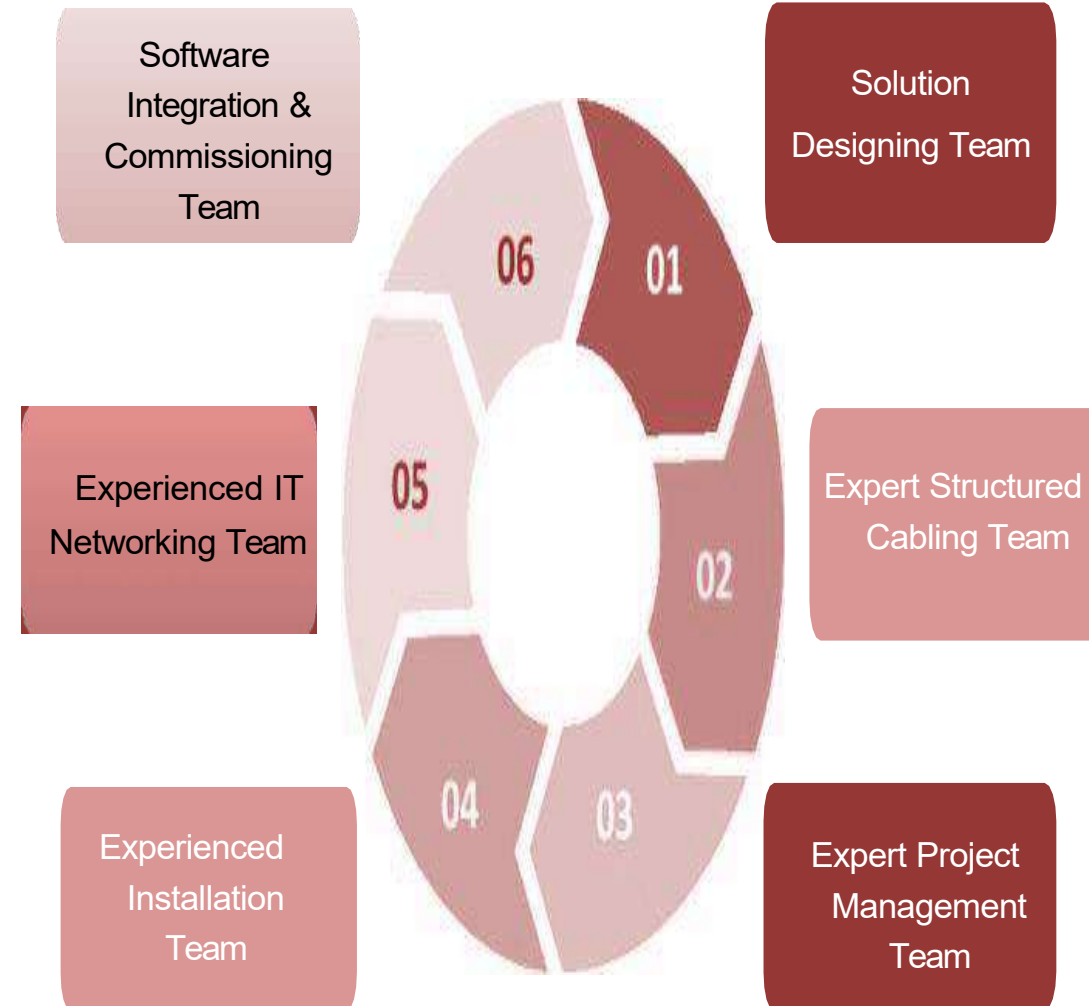 Software
Integration &
Commissioning
Team
Solution
Designing Team
06
01
Experienced IT
Networking Team
05
Expert Structured
Cabling Team
02
04
03
Experienced
Installation
Team
Expert Project
Management
Team